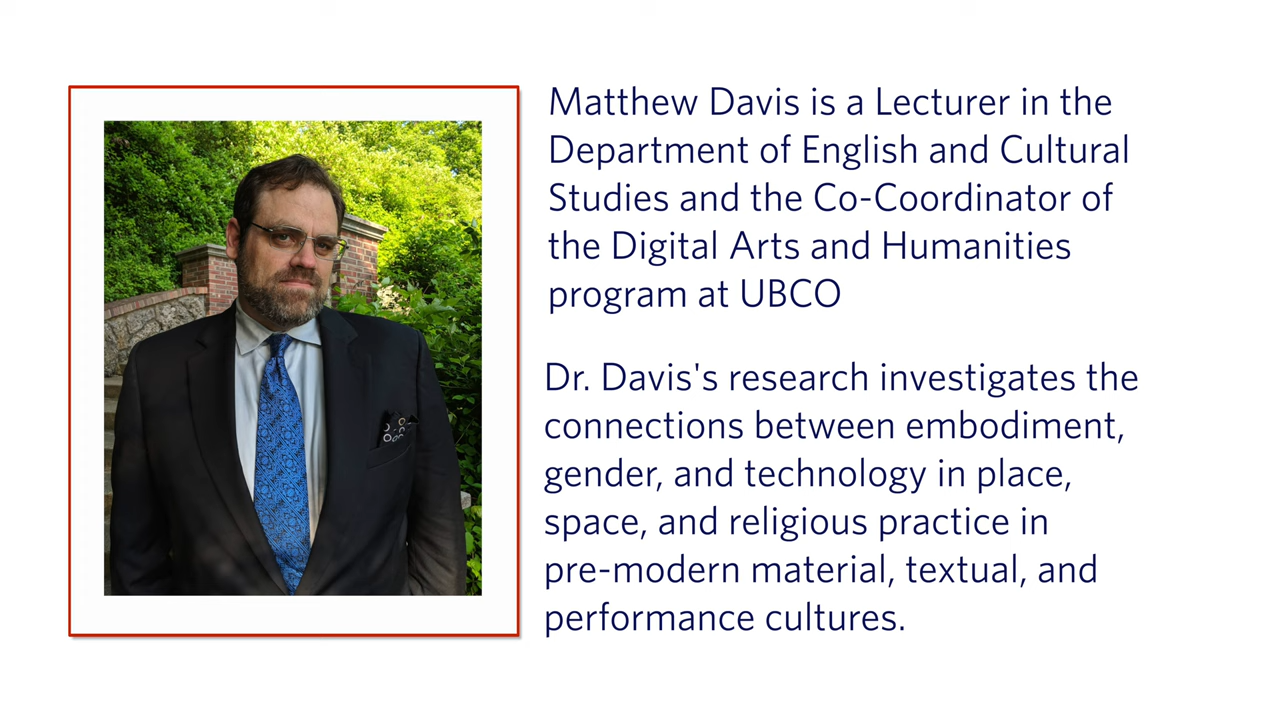 Matthew Davis is a Lecturer in the
Department of English and Cultural
Studies and the Co-Coordinator of
the Digital Arts and Humanities
program at UBCO
Dr. Davis's research investigates the
connections between embodiment,
gender, and technology in place,
space, and religious practice in
pre-modern material, textual, and
performance cultures.